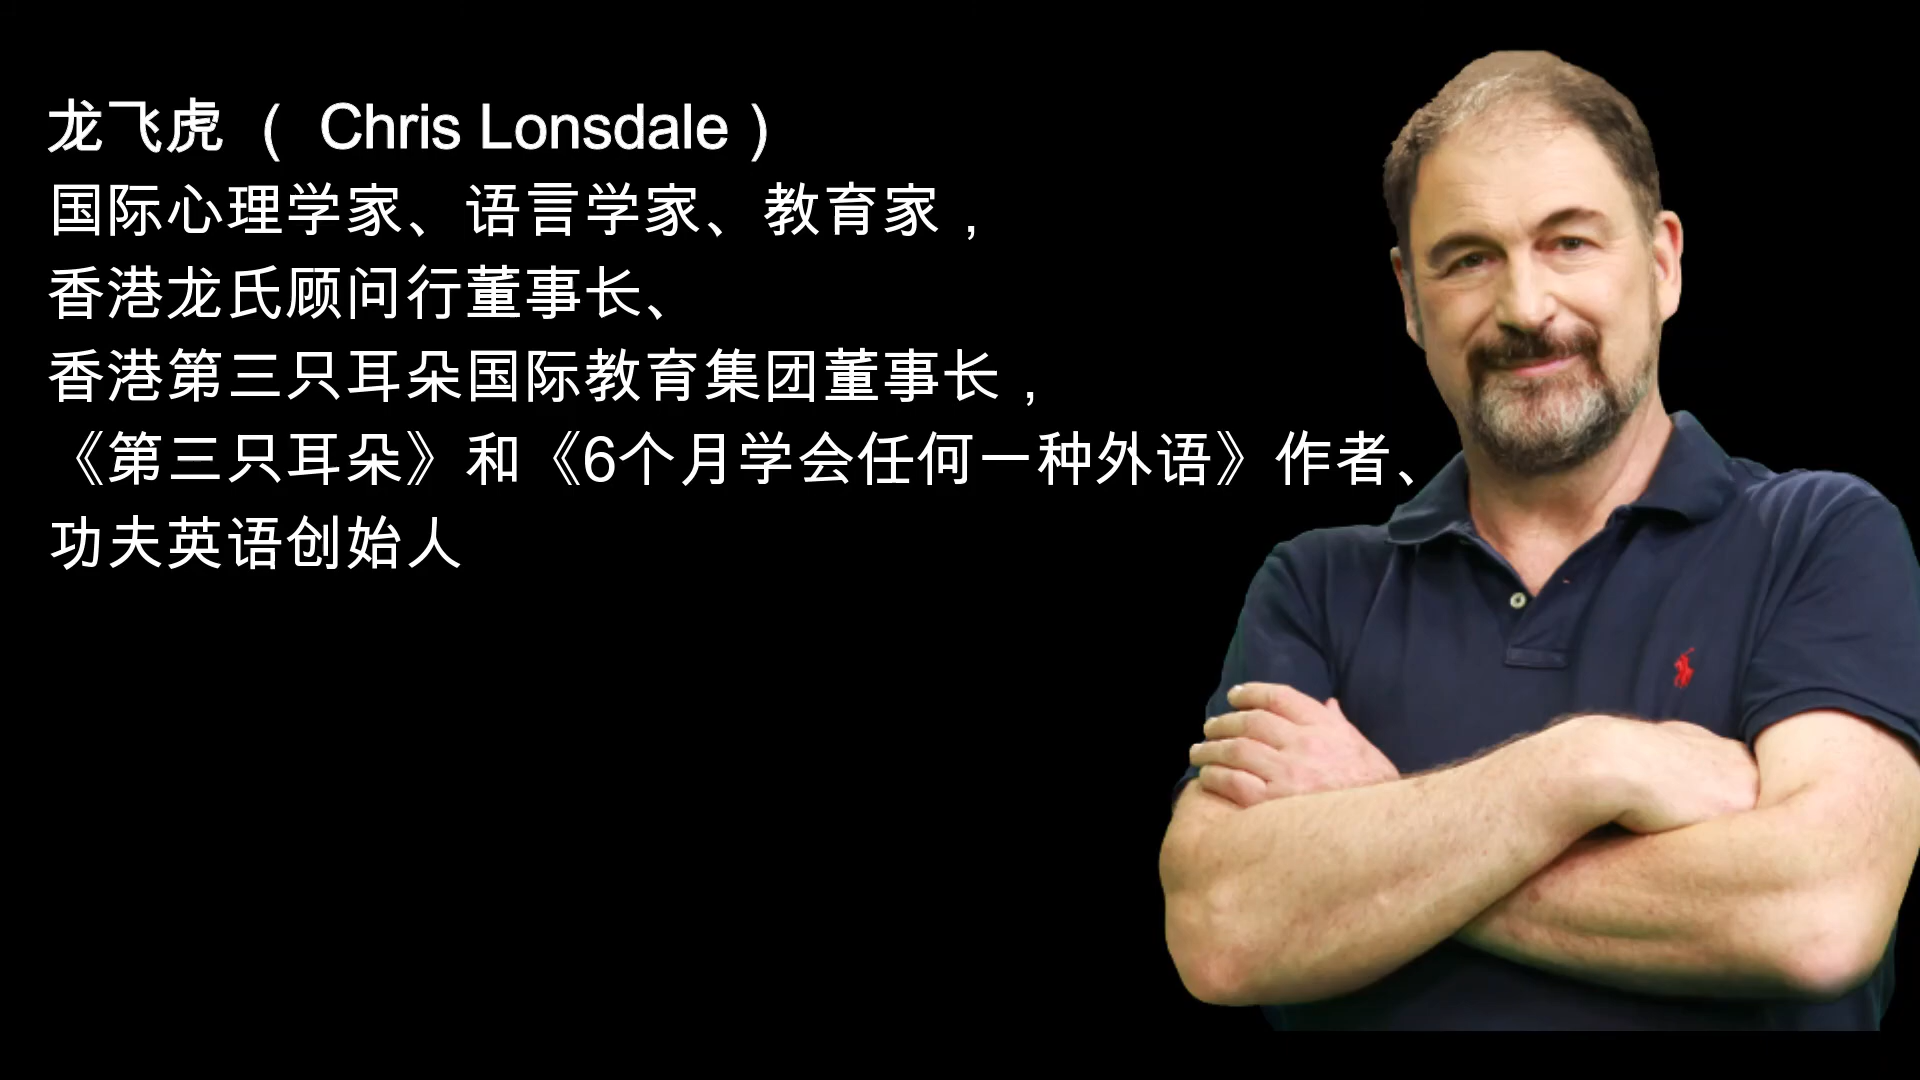 龙飞虎（ Chris Lonsdale）
国际心理学家、语言学家、教育家，
香港龙氏顾问行董事长、
香港第三只耳朵国际教育集团董事长，
《第三只耳朵》和《6个月学会任何一种外语》作者、
功夫英语创始人